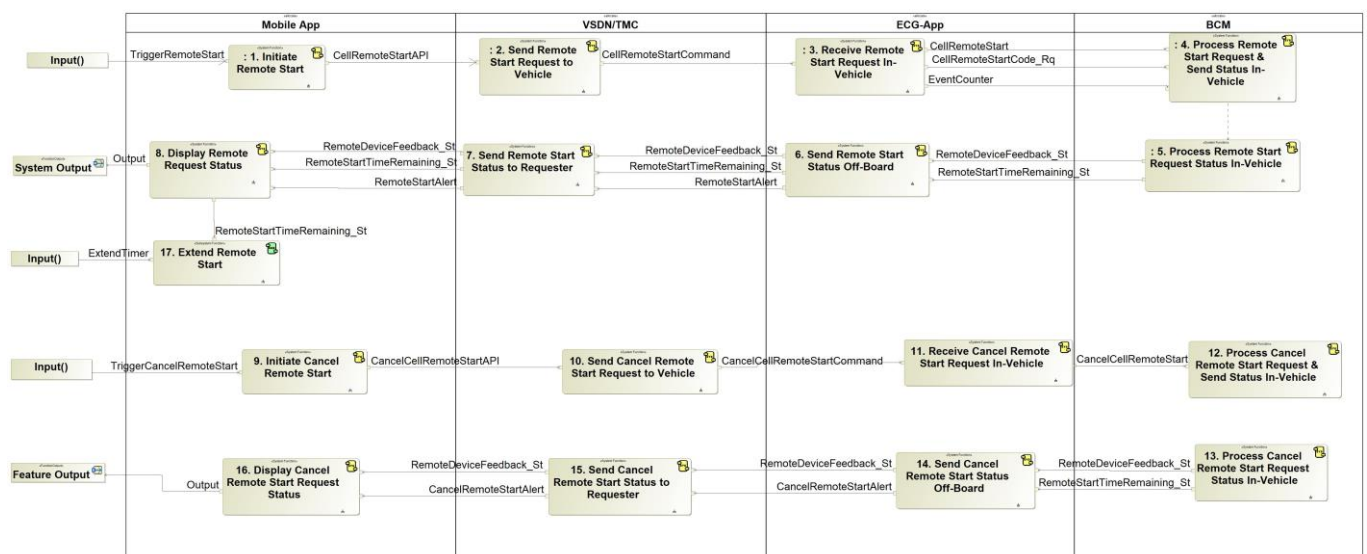 Mobile App
VSDN/TMC
ECG-App
BCM
Input()
TriggerRemoteStart
: 1. Initiate
Remote Start
CellRemoteStartAPI
: 2. Send Remote
Start Request to
Vehicle
CellRemoteStartCommand
: 3. Receive Remote
Start Request In-
Vehicle
CellRemoteStart
CellRemoteStartCode_Rq
EventCounter
: 4. Process Remote
Start Request &
Send Status In-
Vehicle
System Output
Output
8. Display Remote
Request Status
RemoteDeviceFeedback_St
RemoteStartTimeRemaining_St
RemoteStartAlert
7. Send Remote Start
Status to Requester
RemoteDeviceFeedback_St
RemoteStartTimeRemaining_St
RemoteStartAlert
6. Send Remote Start
Status Off-Board
RemoteDeviceFeedback_St
RemoteStartTimeRemaining_St
: 5. Process Remote Start
Request Status In-Vehicle
RemoteStartTimeRemaining_St
Input()
ExtendTimer
17. Extend Remote
Start
Input()
TriggerCancelRemoteStart
9. Initiate Cancel
Remote Start
CancelCellRemoteStartAPI
10. Send Cancel Remote
Start Request to Vehicle
CancelCellRemoteStartCommand
11. Receive Cancel Remote
Start Request In-Vehicle
CancelCellRemoteStart
12. Process Cancel
Remote Start Request &
Send Status In-Vehicle
Feature Output
Output
16. Display Cancel
Remote Start Request
Status
RemoteDeviceFeedback_St
CancelRemoteStartAlert
15. Send Cancel
Remote Start Status to
Requester
RemoteDeviceFeedback_St
CancelRemoteStartAlert
14. Send Cancel
Remote Start Status
Off-Board
RemoteDeviceFeedback_St
RemoteStartTimeRemaining_St
13. Process Cancel
Remote Start Request
Status In-Vehicle